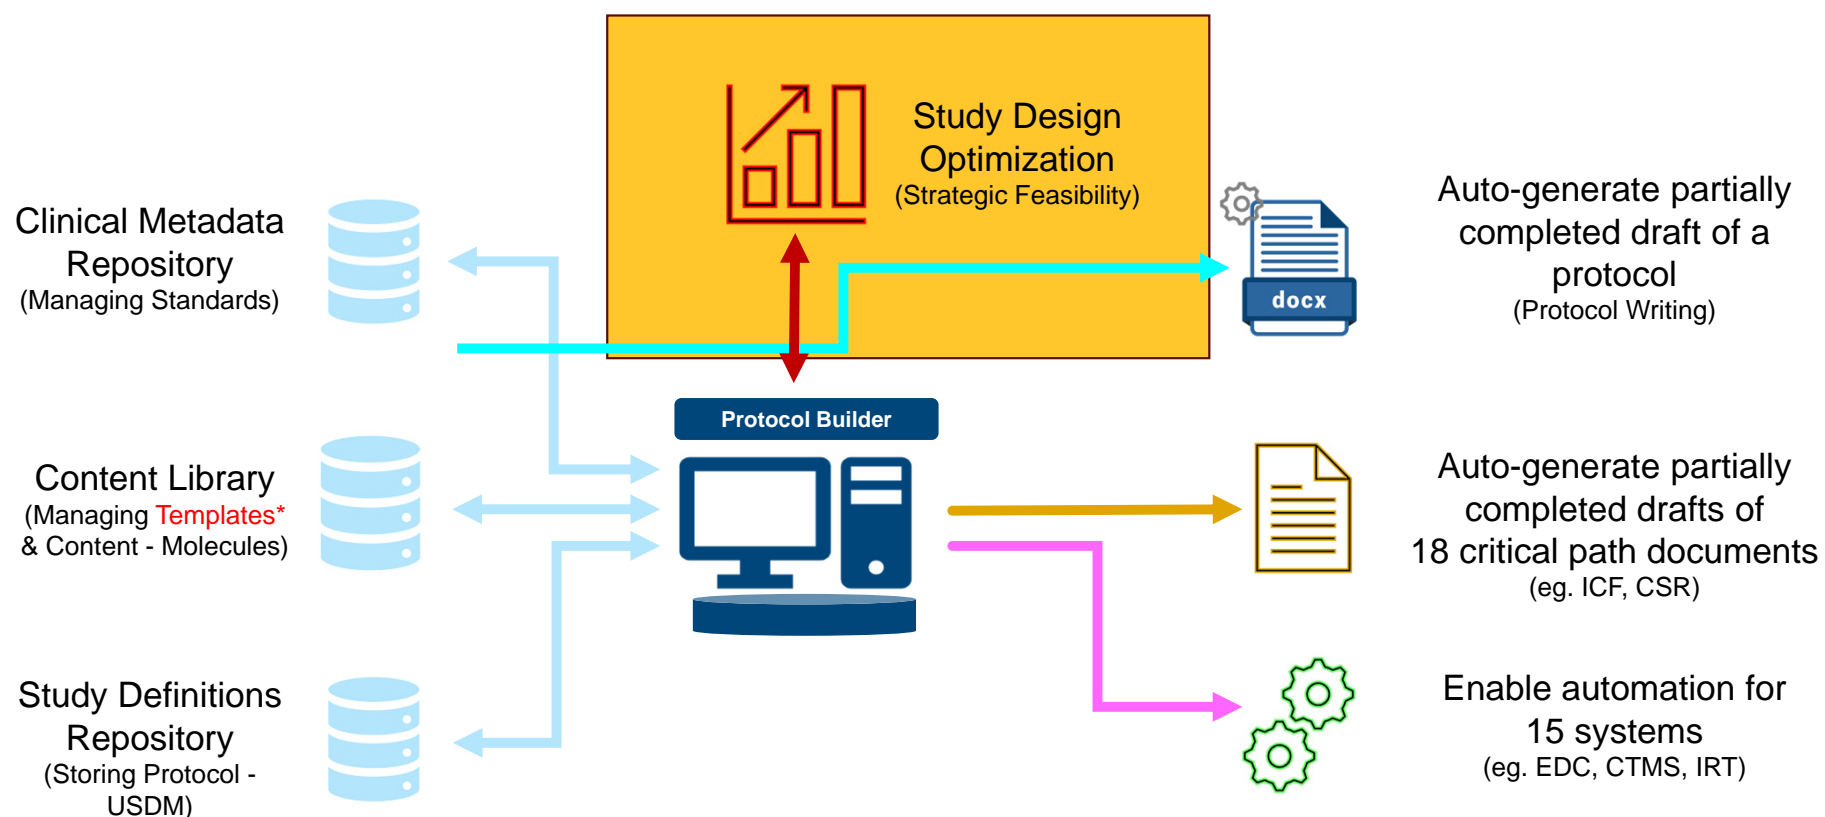 Study Design
Optimization
(Strategic Feasibility)
Clinical Metadata
Repository
(Managing Standards)
docx
Auto-generate partially
completed draft of a
protocol
(Protocol Writing)
Protocol Builder
Content Library
(Managing Templates*
& Content - Molecules)
Auto-generate partially
completed drafts of
18 critical path documents
(eg. ICF, CSR)
Study Definitions
Repository
(Storing Protocol -
USDM)
Enable automation for
15 systems
(eg. EDC, CTMS, IRT)